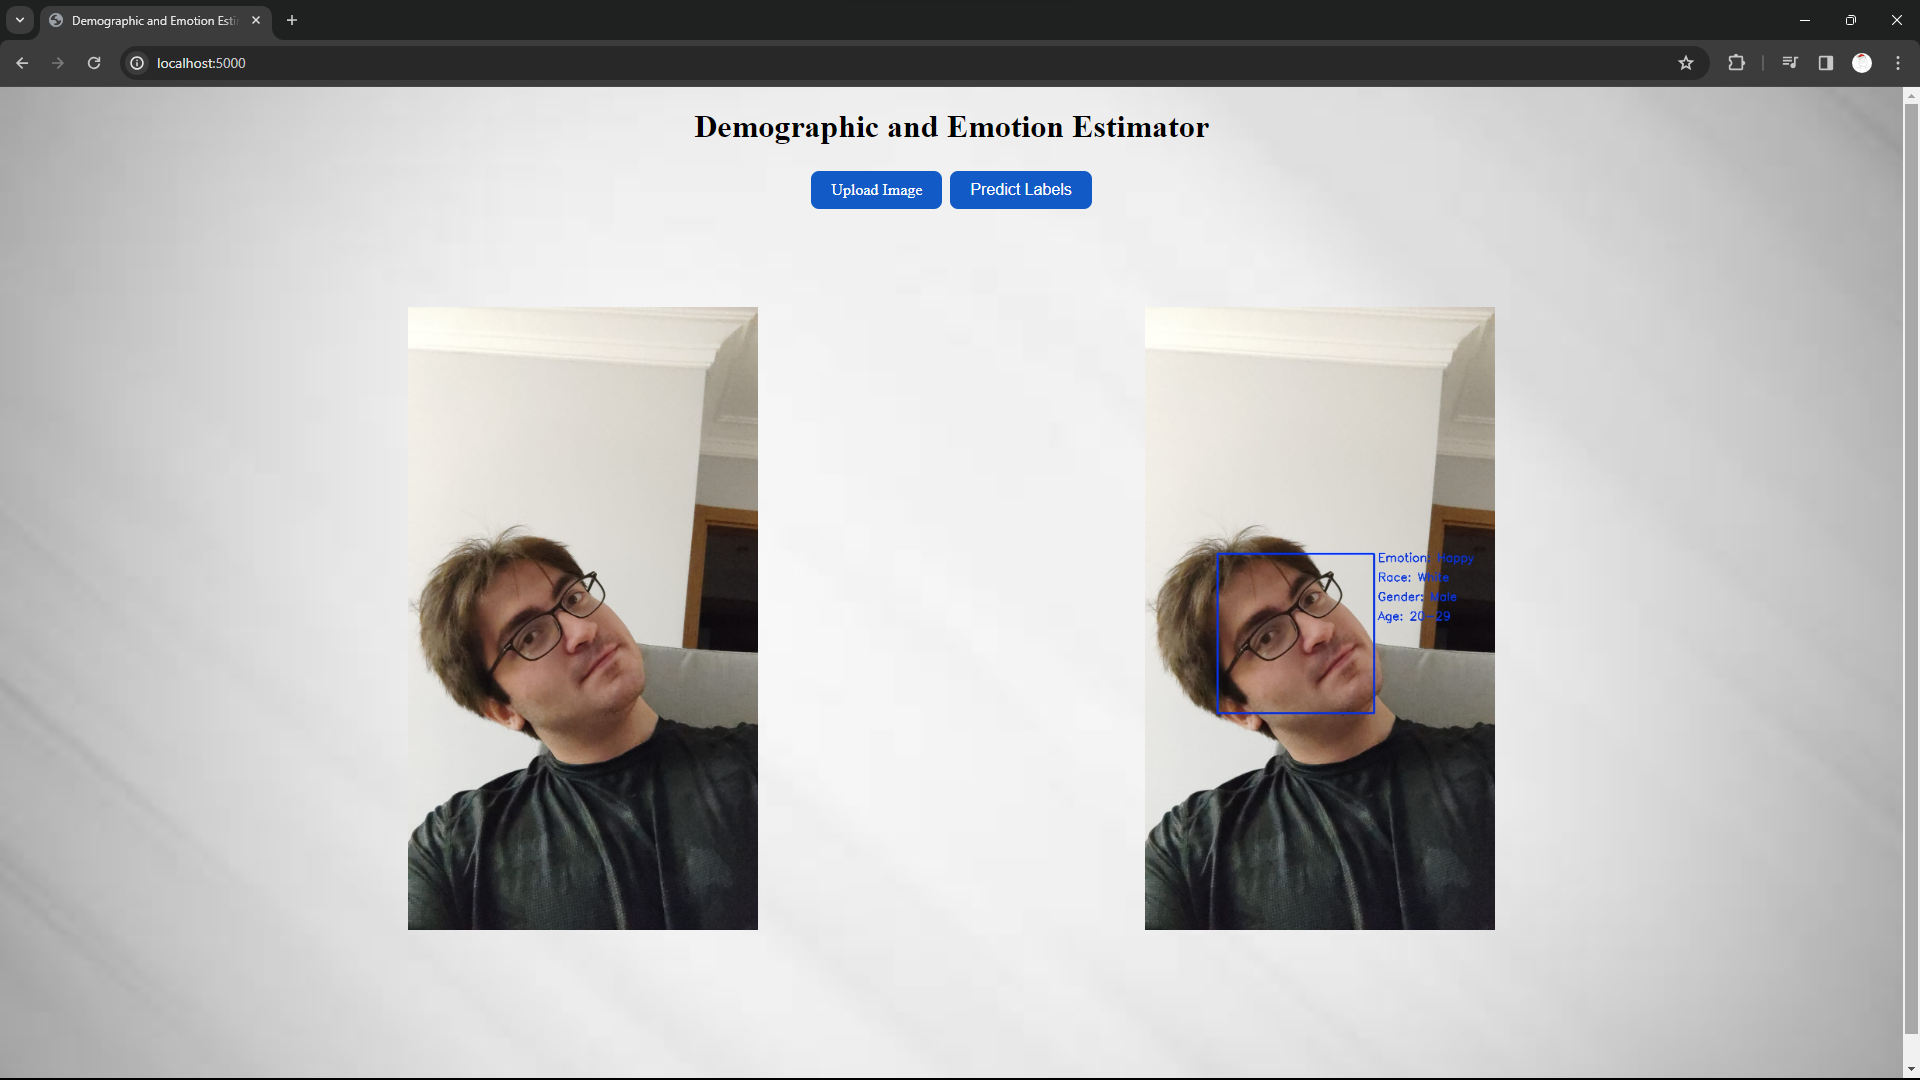 Demographic and Emotion Esti
localhost:5000
Demographic and Emotion Estimator
Upload Image
Predict Labels
Emotion: Happy
Race: White
Gender: Male
Age: 20-29